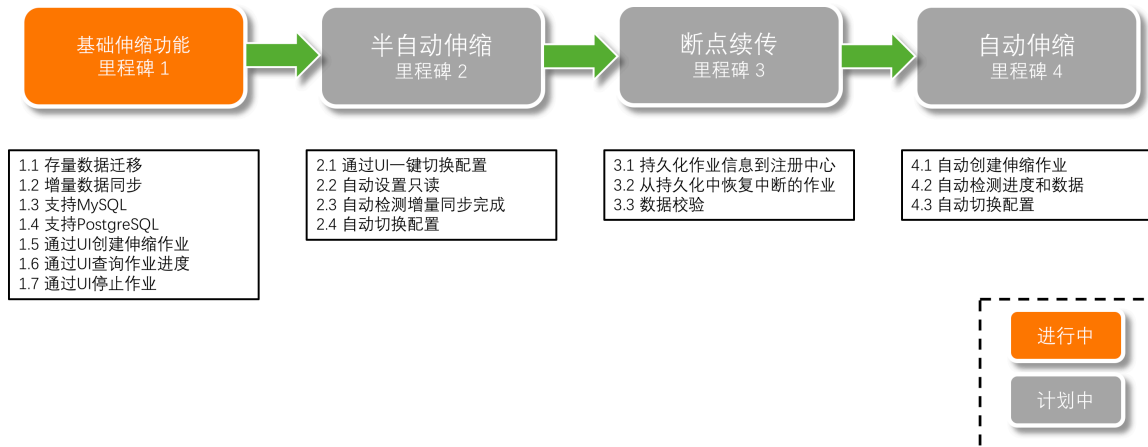 基础伸缩功能
里程碑 1
半自动伸缩
里程碑 2
断点续传
里程碑 3
自动伸缩
里程碑 4
1.1 存量数据迁移
1.2 增量数据同步
1.3 支持MySQL
1.4 支持PostgreSQL
1.5 通过UI创建伸缩作业
1.6 通过UI查询作业进度
1.7 通过UI停止作业
2.1 通过UI一键切换配置
2.2 自动设置只读
2.3 自动检测增量同步完成
2.4 自动切换配置
3.1 持久化作业信息到注册中心
3.2 从持久化中恢复中断的作业
3.3 数据校验
4.1 自动创建伸缩作业
4.2 自动检测进度和数据
4.3 自动切换配置
进行中
计划中